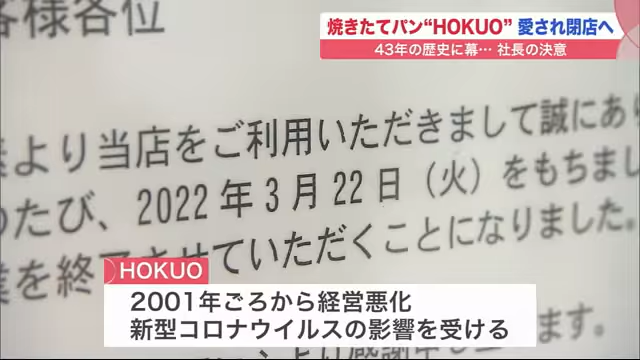 焼きたてパン“HOKUO”愛され閉店へ
43年の歴史に幕… 社長の決意
客様各位
より当店をご利用いただきまして誠にあり
たび、2022年3月22日(火)をもちまし
業を終了させていただくことになりました。
HOKUO
2001年ごろから経営悪化
新型コロナウイルスの影響を受ける